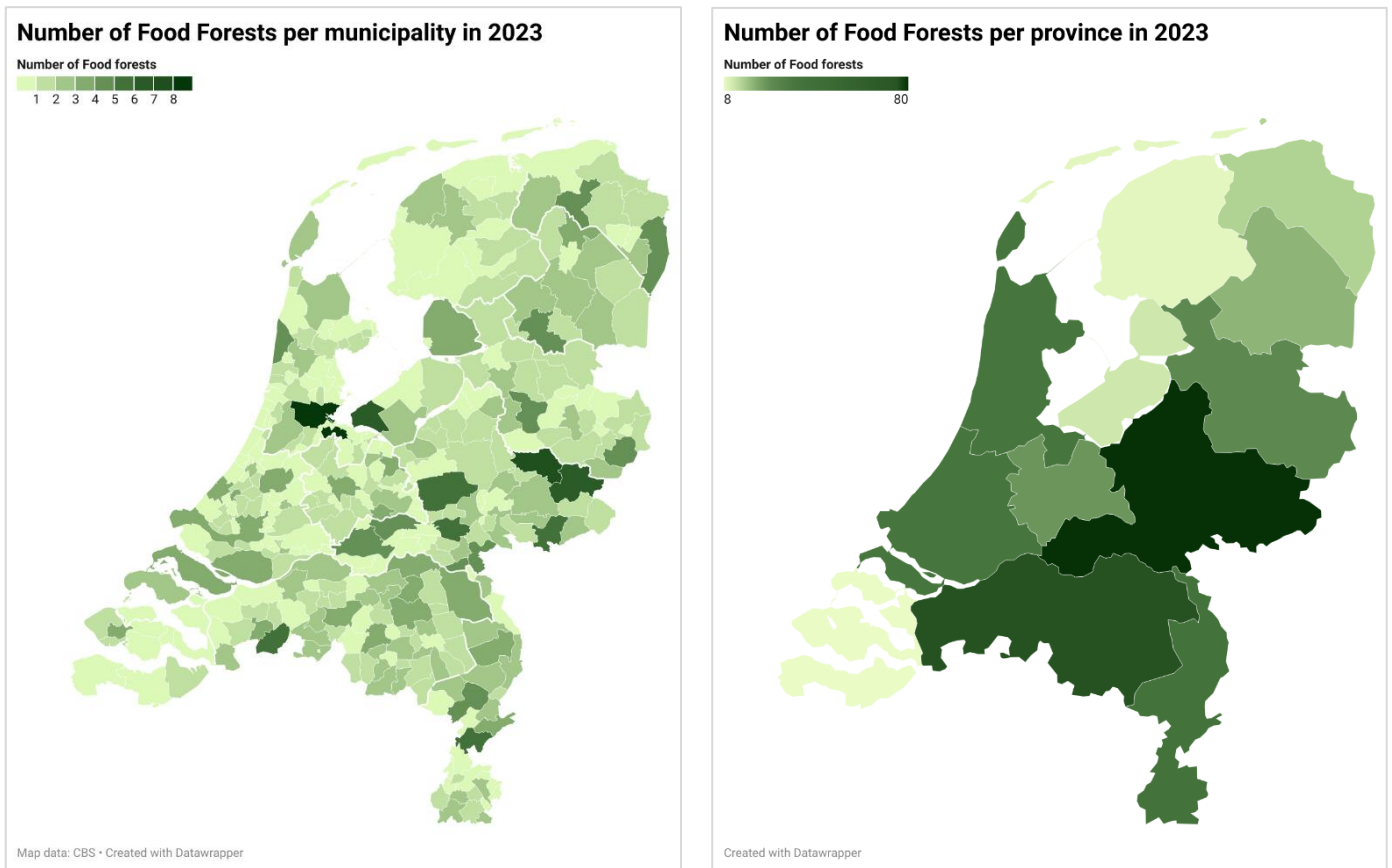 Number of Food Forests per municipality in 2023
Number of Food forests
1 2 3 4 5 6 7 8
Map data: CBS • Created with Datawrapper
Number of Food Forests per province in 2023
Number of Food forests
8 80
Created with Datawrapper